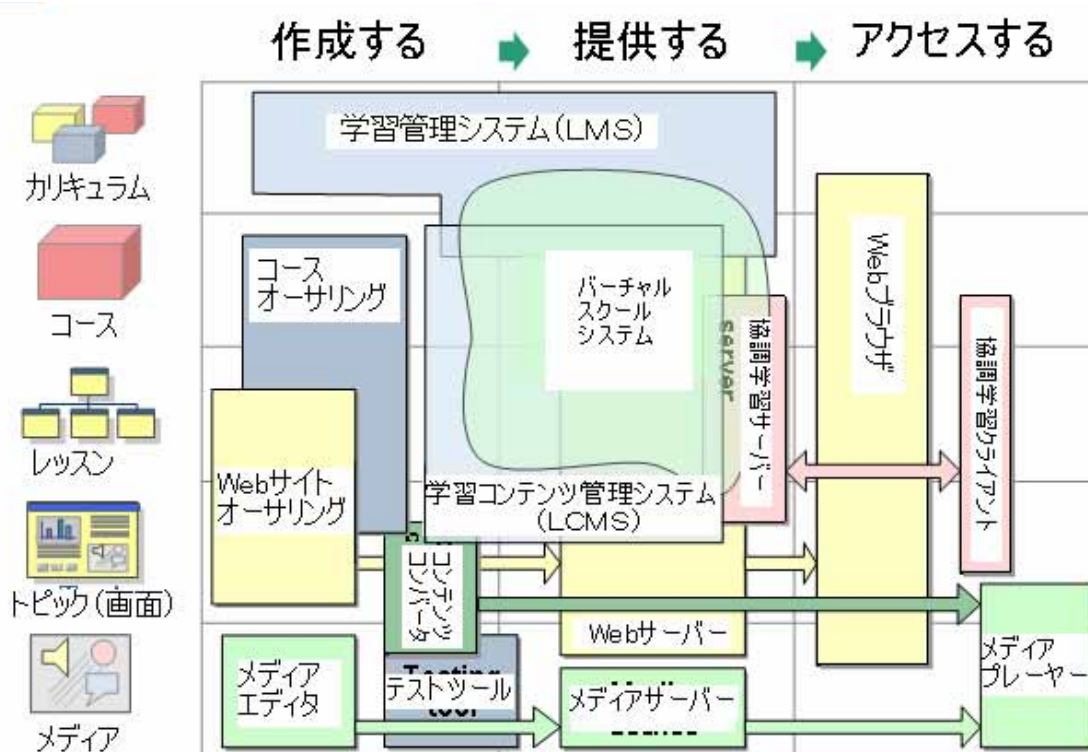 作成する
提供する
アクセスする
学習管理システム(LMS)
カリキュラム
コース
オーサリング
バーチャル
スクール
システム
Webブラウザ
コース
server
協調学習サーバー
協調学習クライアント
レッスン
Webサイト
オーサリング
学習コンテンツ管理システム
(LCMS)
コンテンツ
コンバータ
トピック(画面)
Webサーバー
メディア
エディタ
Testing
テストツール
tool
メディアサーバー
メディア
プレーヤー
メディア